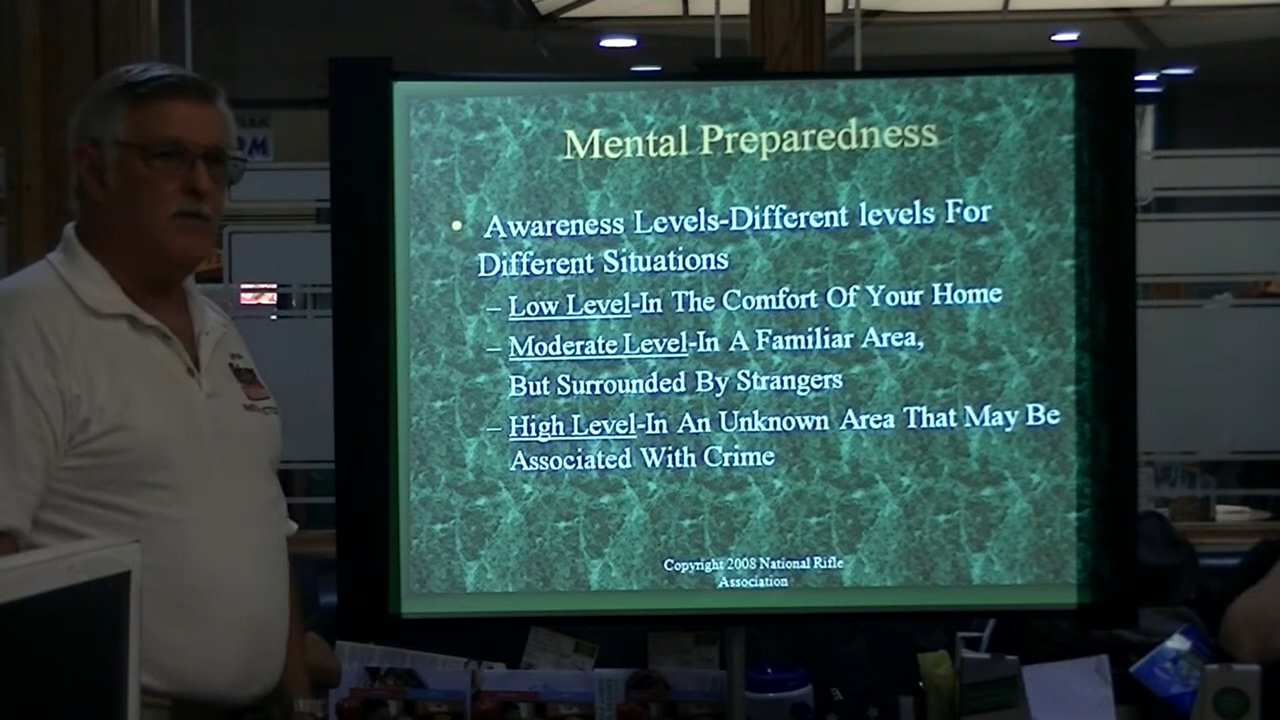 Mental Preparedness
• Awareness Levels-Different levels For
Different Situations
– Low Level-In The Comfort Of Your Home
– Moderate Level-In A Familiar Area,
But Surrounded By Strangers
– High Level-In An Unknown Area That May Be
Associated With Crime
Copyright 2008 National Rifle
Association